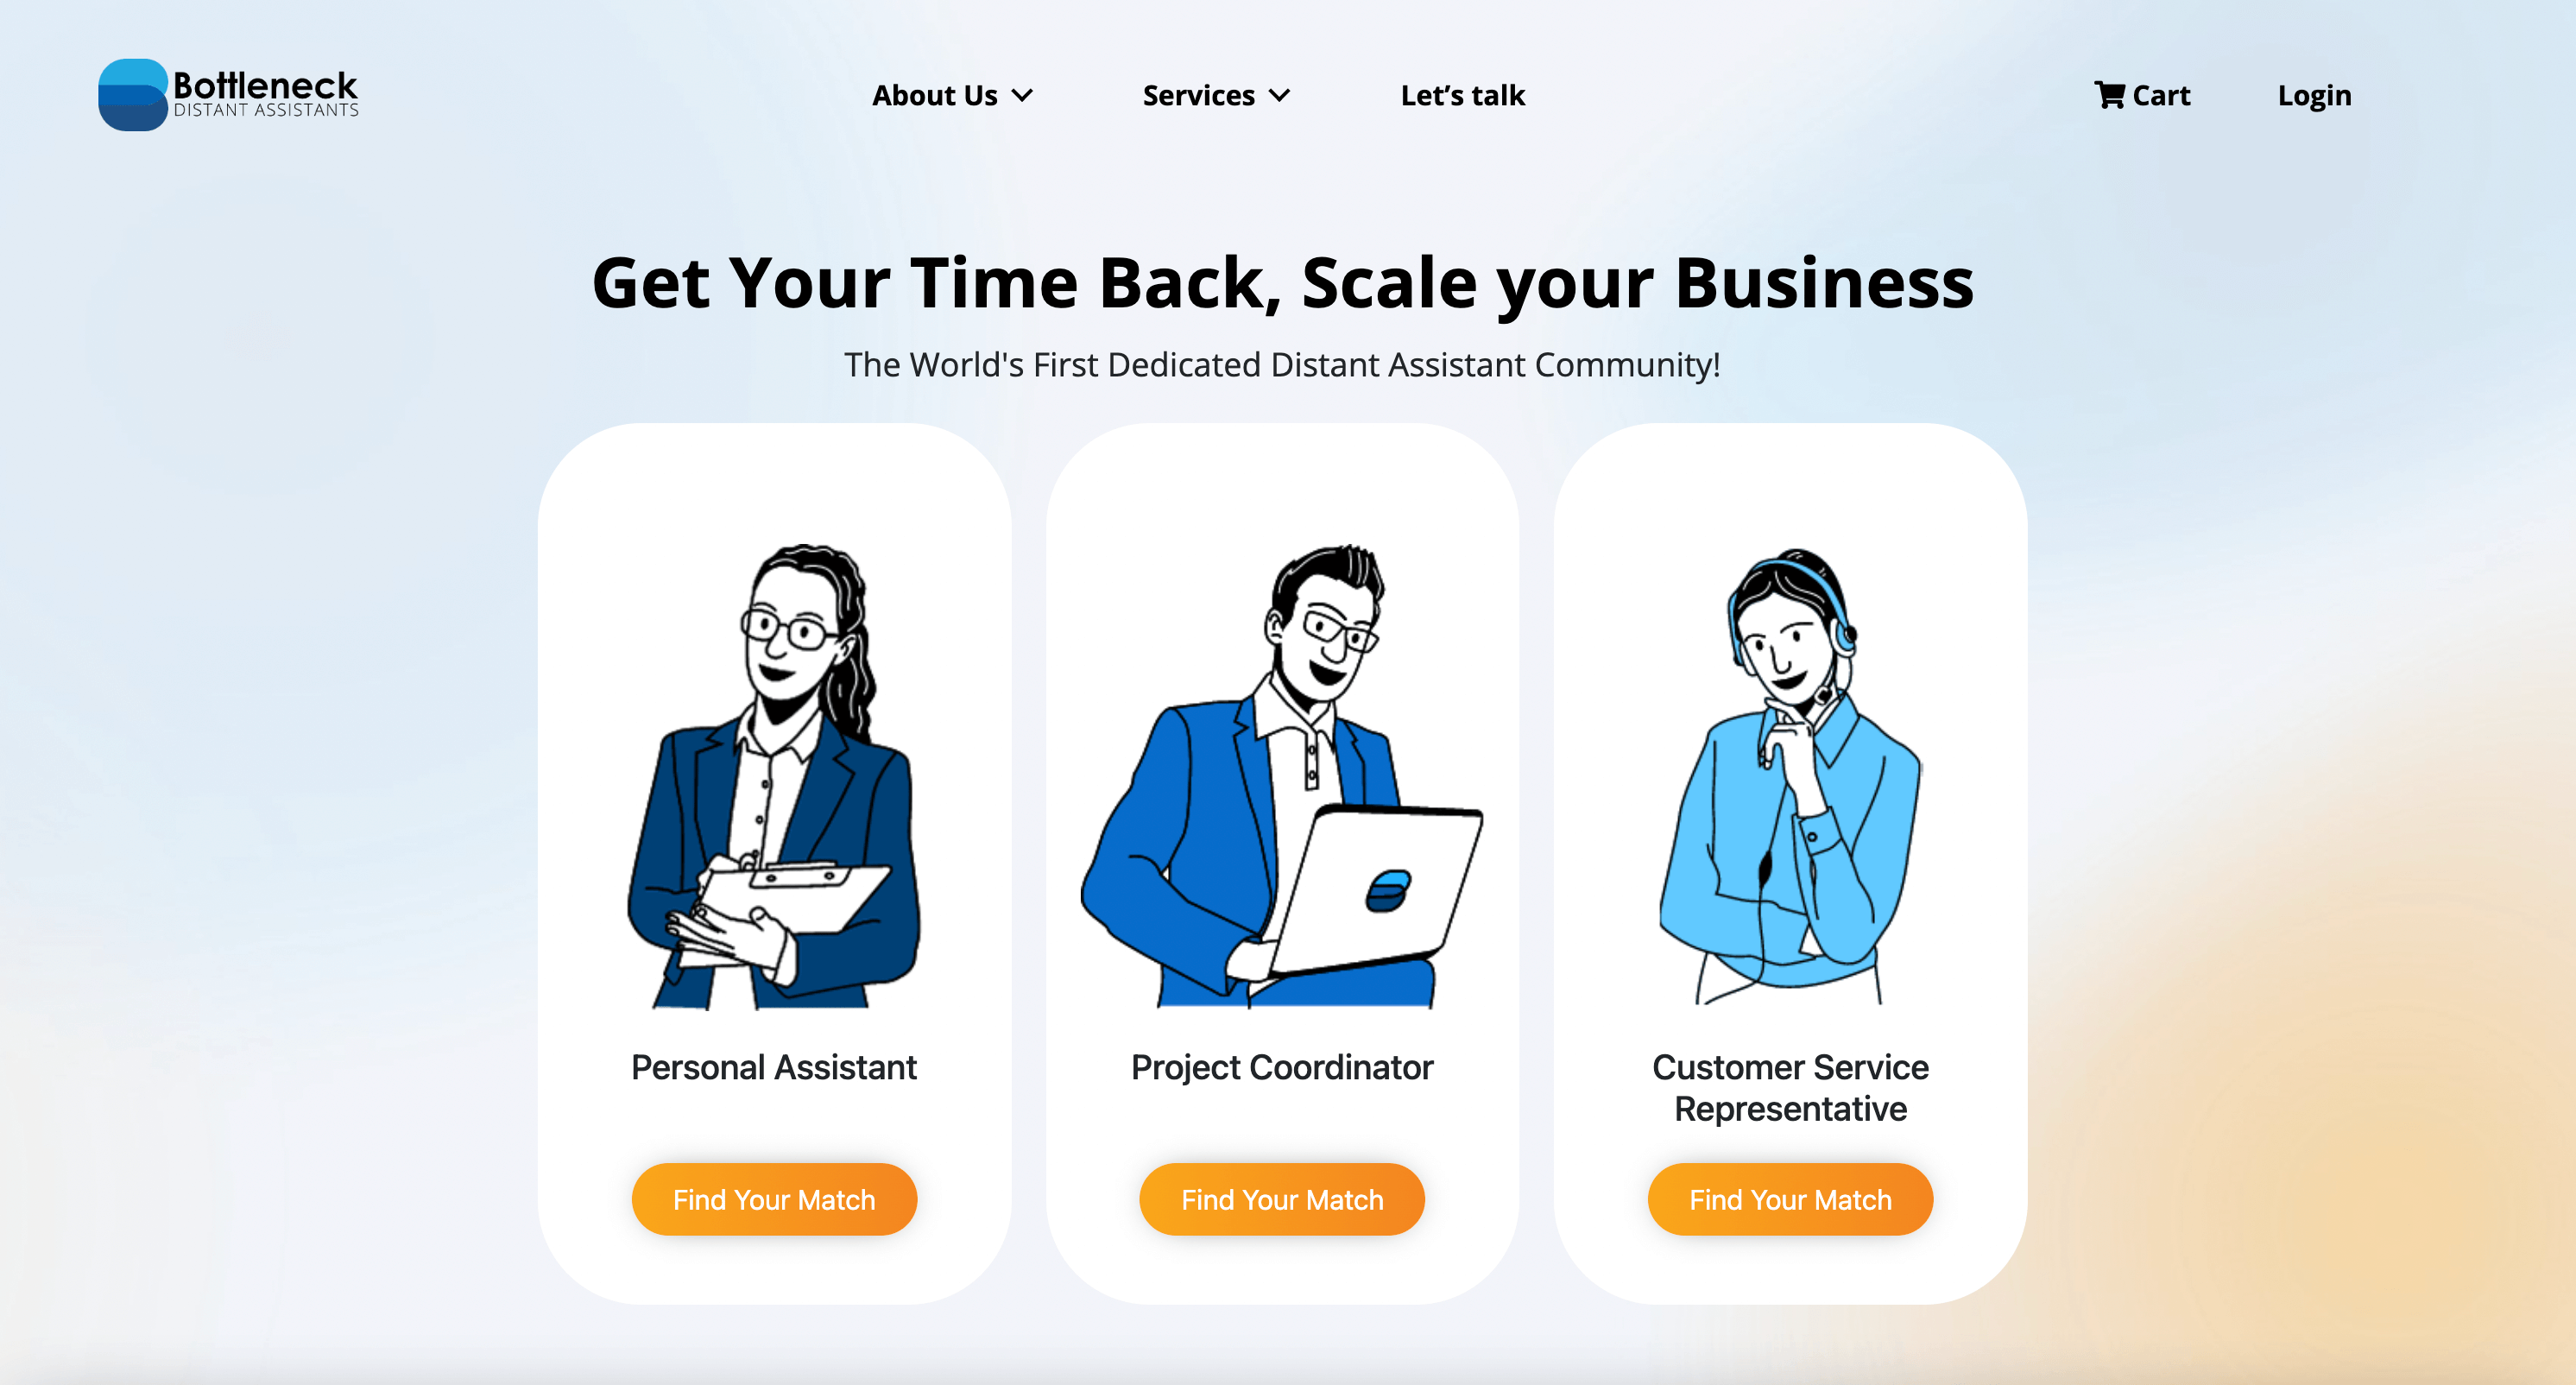 Bottleneck
DISTANT ASSISTANTS
About Us
Services
Let’s talk
Cart
Login
Get Your Time Back, Scale your Business
The World's First Dedicated Distant Assistant Community!
Personal Assistant
Project Coordinator
Customer Service
Representative
Find Your Match
Find Your Match
Find Your Match